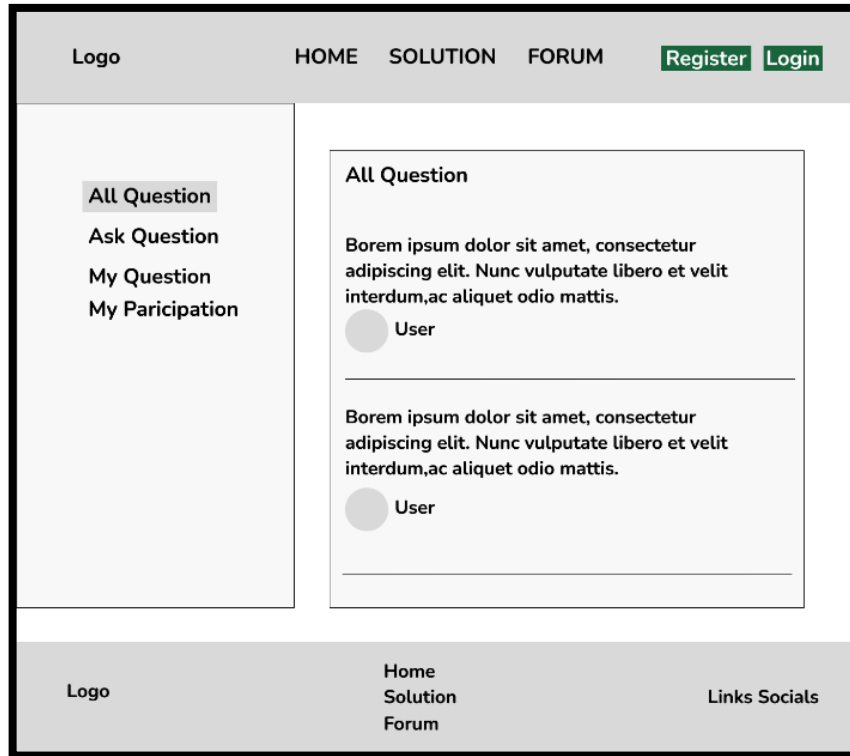 Logo
HOME SOLUTION FORUM
Register Login
All Question
Ask Question
My Question
My Paricipation
All Question
Borem ipsum dolor sit amet, consectetur
adipiscing elit. Nunc vulputate libero et velit
interdum,ac aliquet odio mattis.
User
Borem ipsum dolor sit amet, consectetur
adipiscing elit. Nunc vulputate libero et velit
interdum,ac aliquet odio mattis.
User
Logo
Home
Solution
Forum
Links Socials